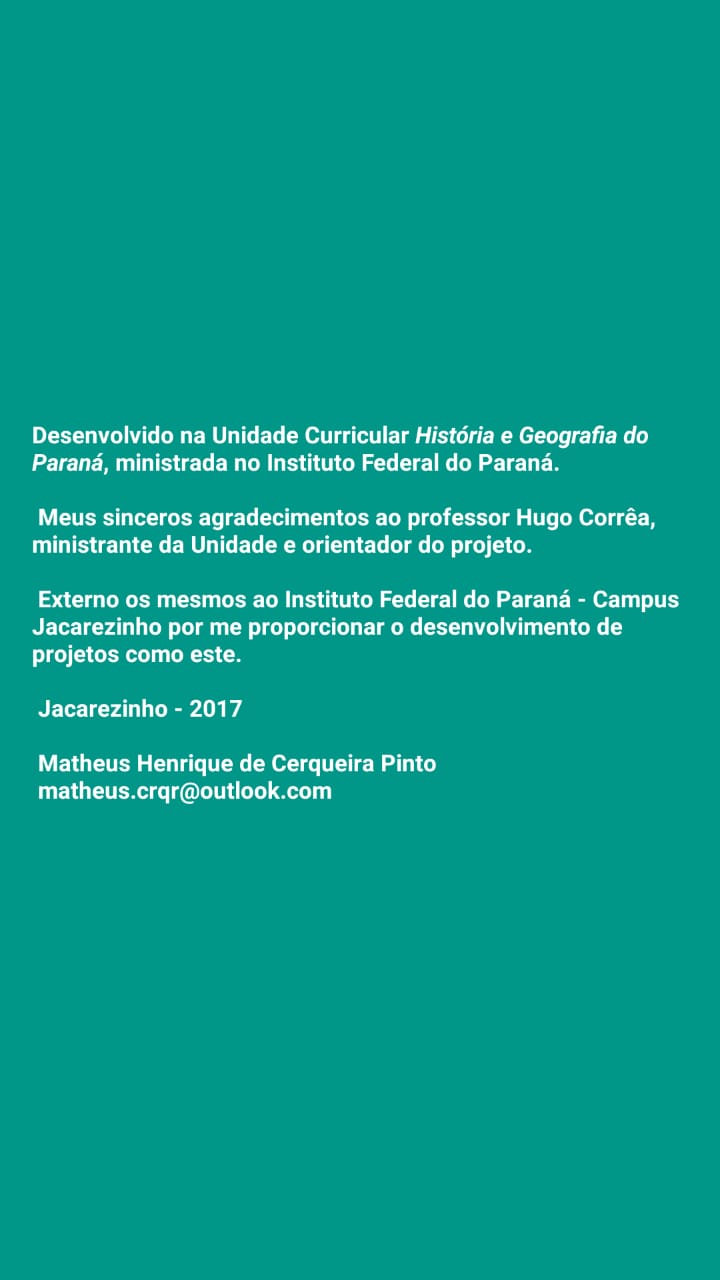 Desenvolvido na Unidade Curricular História e Geografia do
Paraná, ministrada no Instituto Federal do Paraná.
Meus sinceros agradecimentos ao professor Hugo Corrêa,
ministrante da Unidade e orientador do projeto.
Externo os mesmos ao Instituto Federal do Paraná - Campus
Jacarezinho por me proporcionar o desenvolvimento de
projetos como este.
Jacarezinho - 2017
Matheus Henrique de Cerqueira Pinto
matheus.crqr@outlook.com